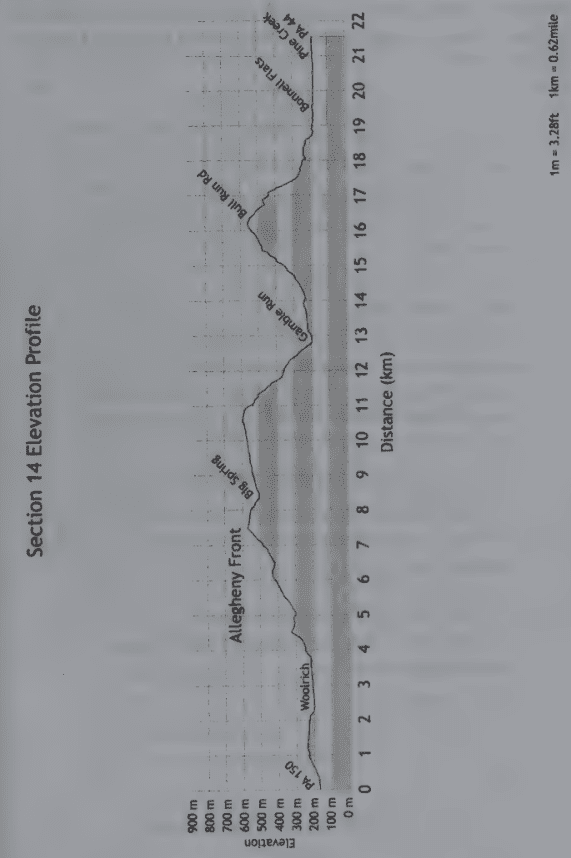 Section 14 Elevation Profile
900 m
800 m
700 m
600 m
500 m
400 m
300 m
200 m
100 m
0 m
Elevation
PA 150
Woolrich
Allegheny Front
Big Spring
Gamble Run
Bull Run Rd
Bonnell Flats
Pine Creek
PA 44
0 1 2 3 4 5 6 7 8 9 10 11 12 13 14 15 16 17 18 19 20 21 22
Distance (km)
1m = 3.28ft 1km = 0.62mile